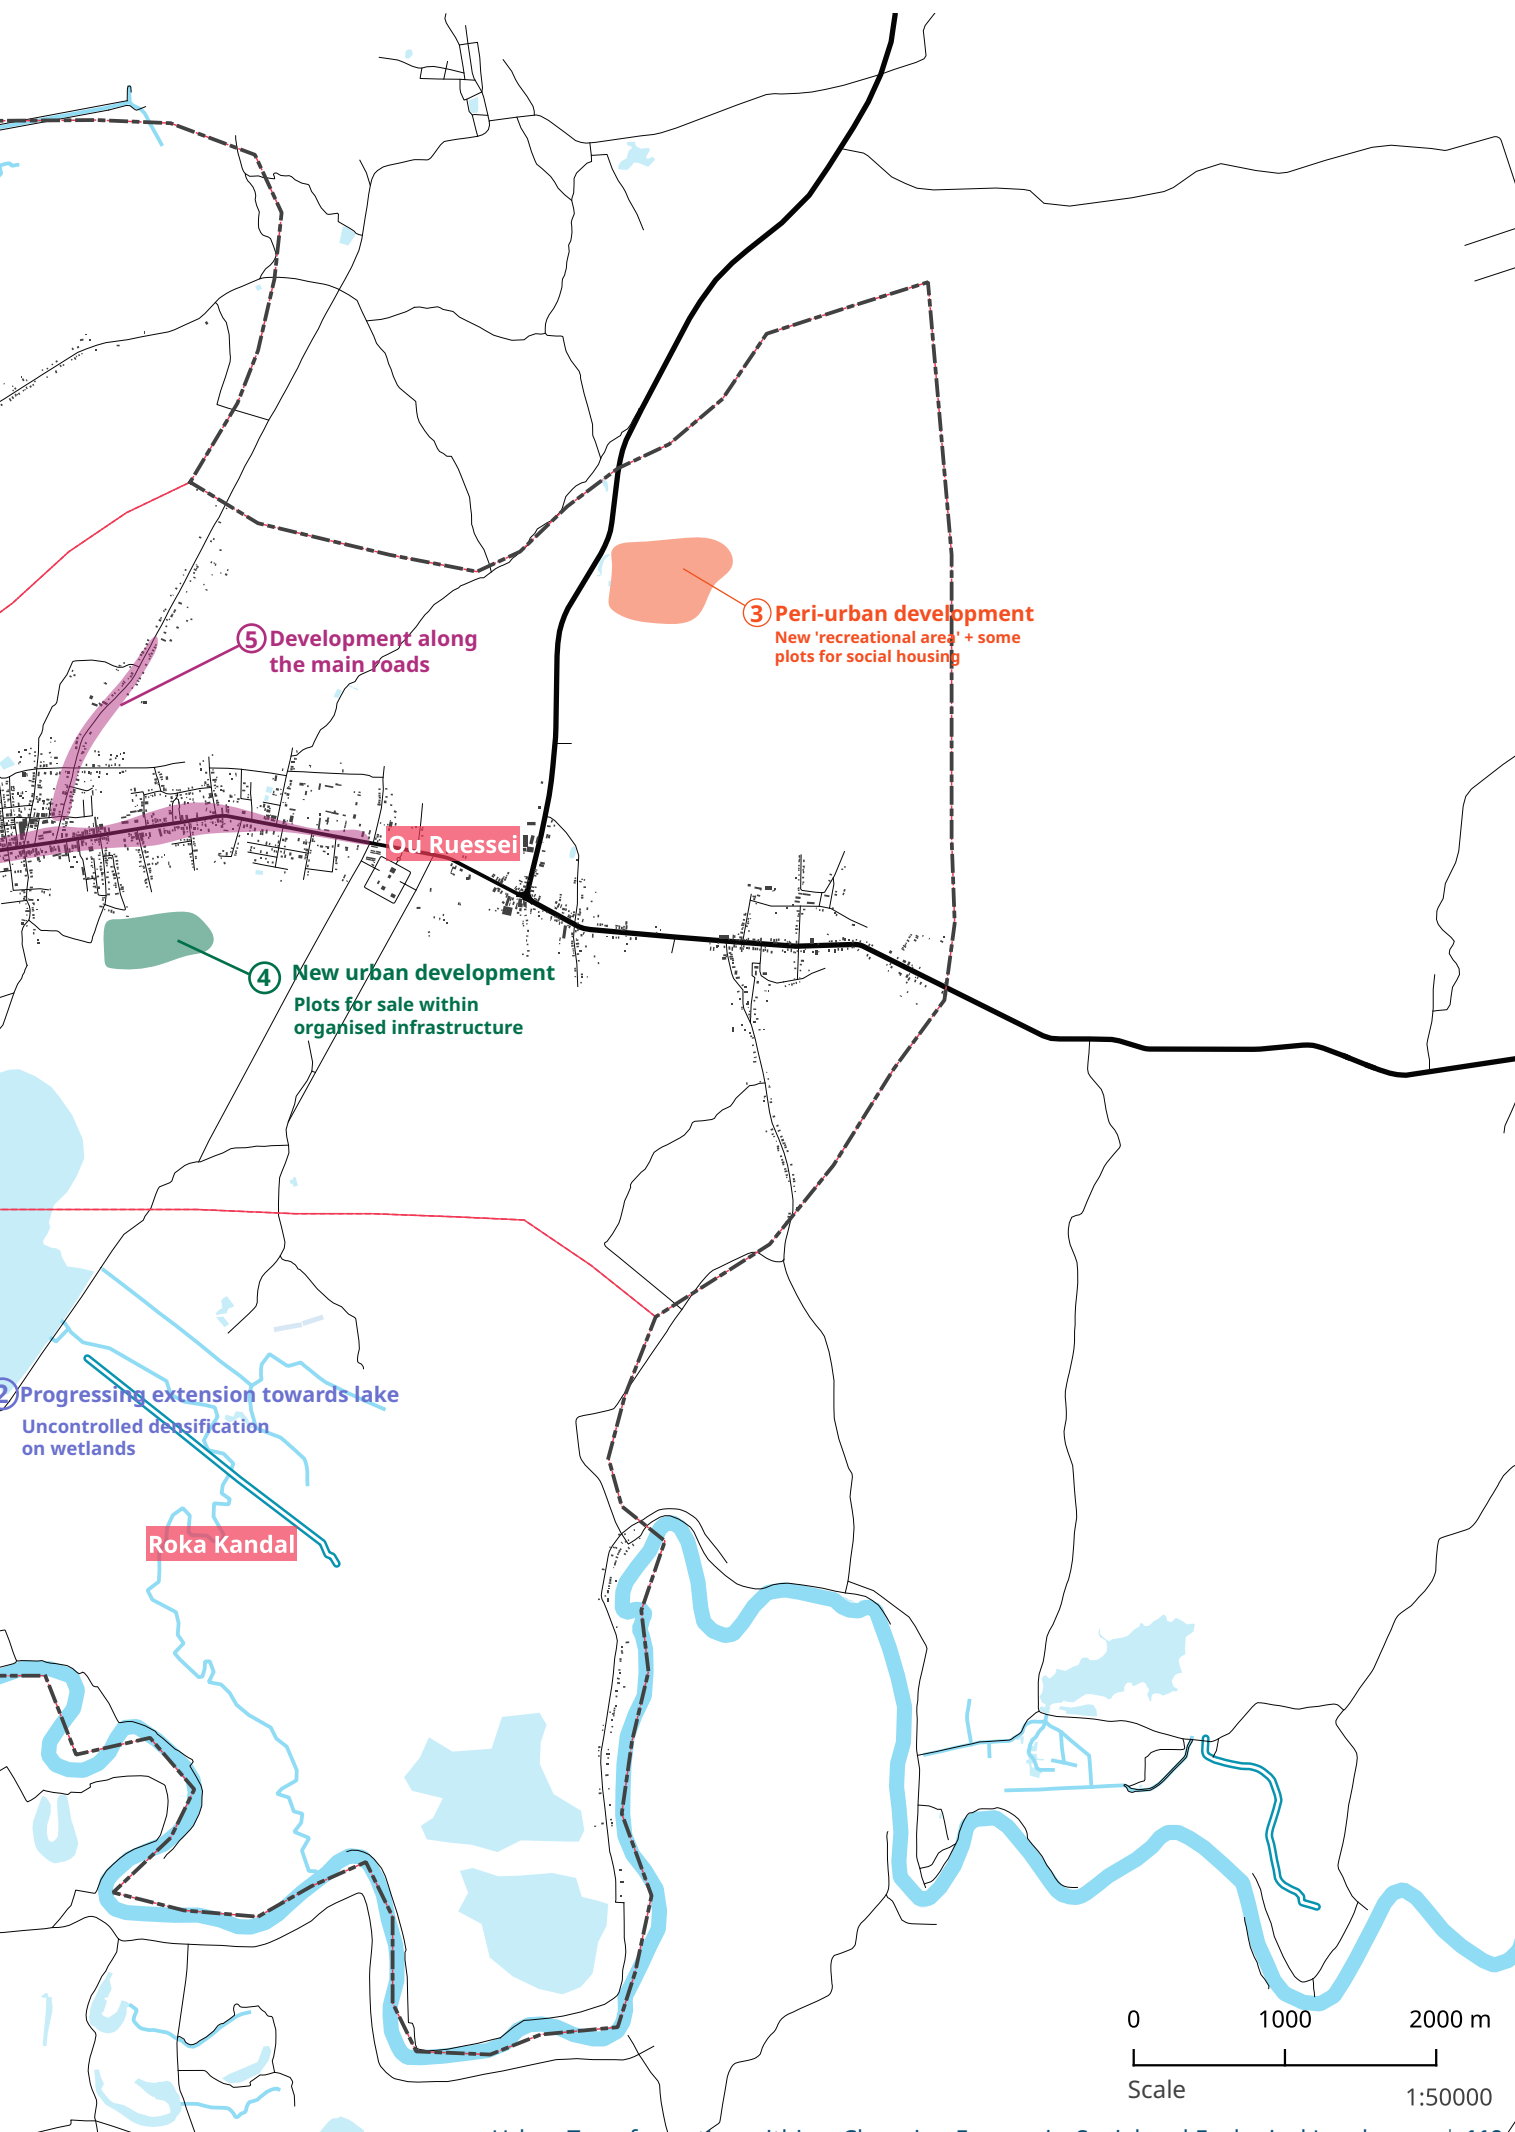 3 Peri-urban development
New 'recreational area' + some
plots for social housing
5 Development along
the main roads
Ou Ruessei
4 New urban development
Plots for sale within
organised infrastructure
2 Progressing extension towards lake
Uncontrolled densification
on wetlands
Roka Kandal
0 1000 2000 m
Scale 1:50000